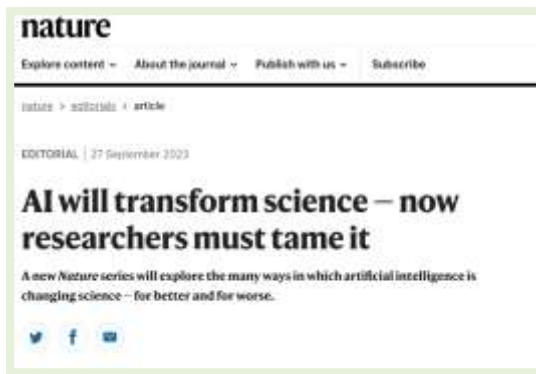 nature
Explore content About the journal Publish with us Subscribe
nature > editorials > article
EDITORIAL | 27 September 2023
AI will transform science — now
researchers must tame it
A new Nature series will explore the many ways in which artificial intelligence is
changing science — for better and for worse.